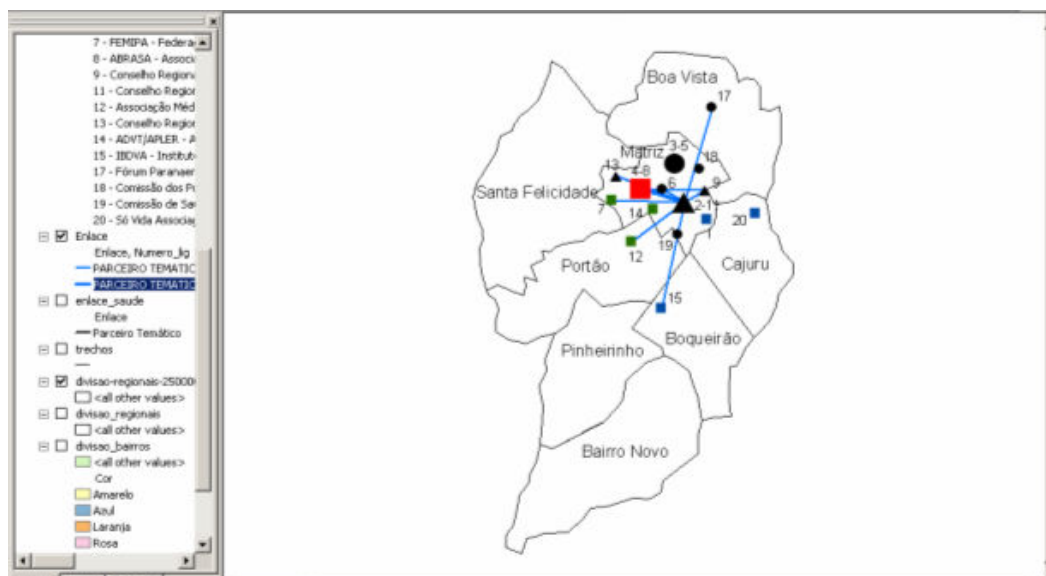 7 - FEMIPA - Federa
8 - ABRASA - Associ
9 - Conselho Region
11 - Conselho Region
12 - Associação Méd
13 - Conselho Region
14 - ADVT/APLER - A
15 - IBDVA - Institut
17 - Fórum Paranaer
18 - Comissão dos P
19 - Comissão de Sa
20 - Só Vida Associa
Enlace
Enlace, Numero_lig
PARCEIRO TEMATIC
PARCEIRO TEMATIC
enlace_saude
Enlace
Parceiro Temático
trechos
divisao-regionais-25000
<all other values>
divisao_regionais
<all other values>
divisao_bairros
<all other values>
Cor
Amarelo
Azul
Laranja
Rosa
Boa Vista
17
Matriz
3-5
18
13
4-8
6
9
Santa Felicidade
7
14
2-11
1
20
19
12
Portão
Cajuru
15
Boqueirão
Pinheirinho
Bairro Novo